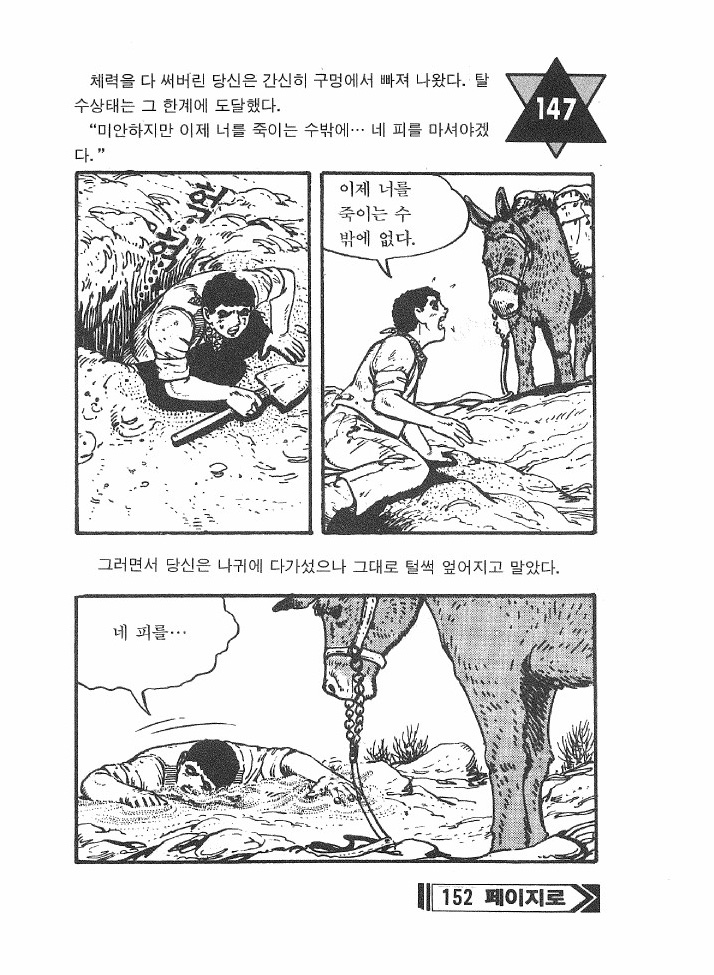 체력을 다 써버린 당신은 간신히 구멍에서 빠져 나왔다. 탈
수상태는 그 한계에 도달했다.
“미안하지만 이제 너를 죽이는 수밖에… 네 피를 마셔야겠
다.”
147
헉…헉…
이제 너를
죽이는 수
밖에 없다.
그러면서 당신은 나귀에 다가섰으나 그대로 털썩 엎어지고 말았다.
네 피를…
152 페이지로